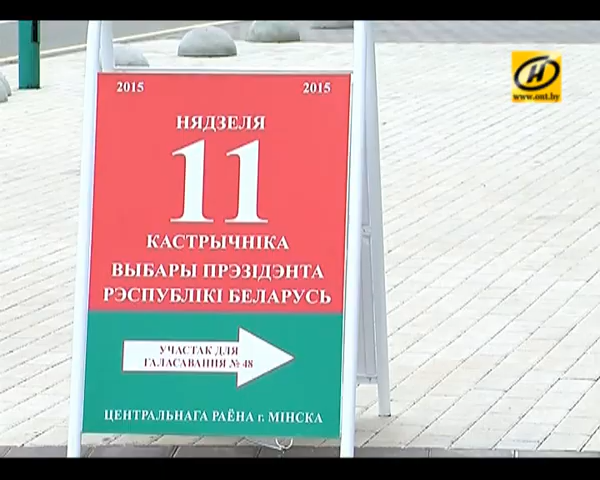 2015 2015
НЯДЗЕЛЯ
11
КАСТРЫЧНІКА
ВЫБАРЫ ПРЭЗІДЭНТА
РЭСПУБЛІКІ БЕЛАРУСЬ
УЧАСТАК ДЛЯ
ГАЛАСАВАННЯ № 48
ЦЕНТРАЛЬНАГА РАЁНА г. МІНСКА
www.ont.by